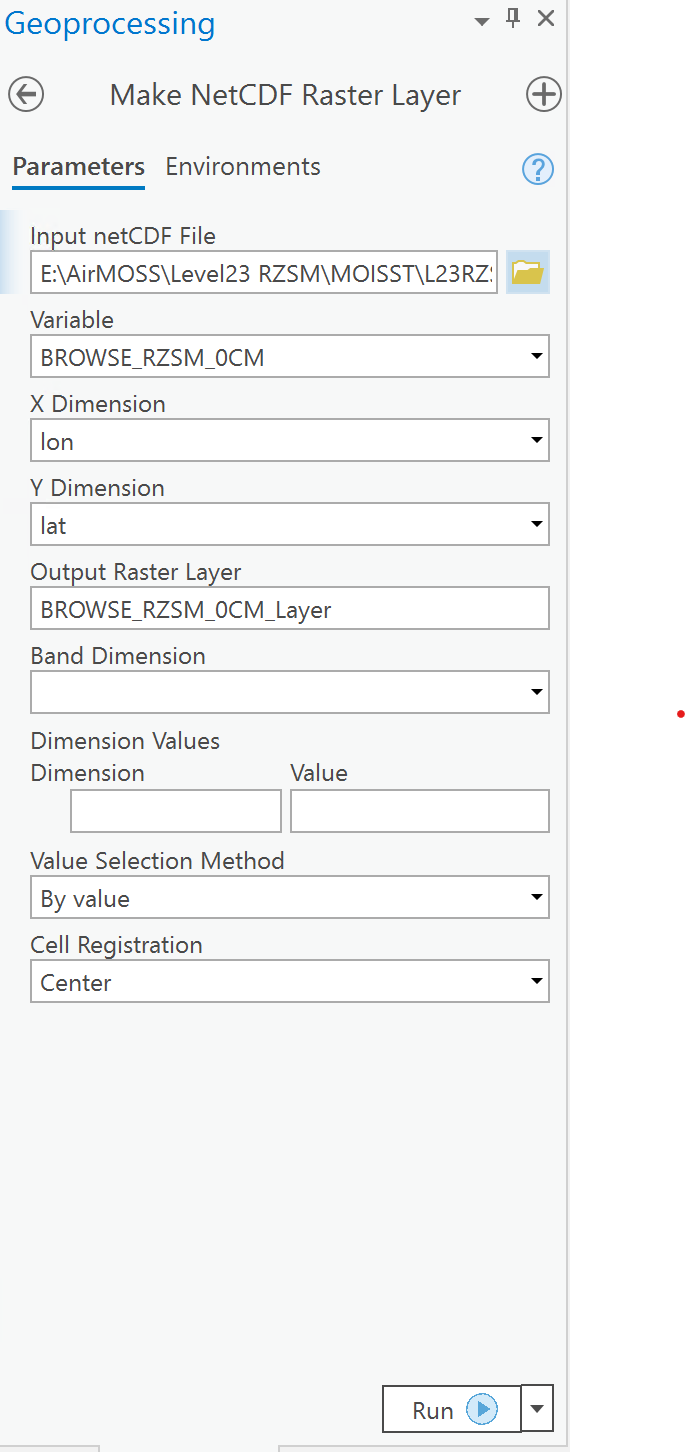 Geoprocessing
Make NetCDF Raster Layer
Parameters Environments
?
Input netCDF File
E:\AirMOSS\Level23 RZSM\MOISST\L23RZ
Variable
BROWSE_RZSM_0CM
X Dimension
lon
Y Dimension
lat
Output Raster Layer
BROWSE_RZSM_0CM_Layer
Band Dimension
Dimension Values
Dimension Value
Value Selection Method
By value
Cell Registration
Center
Run